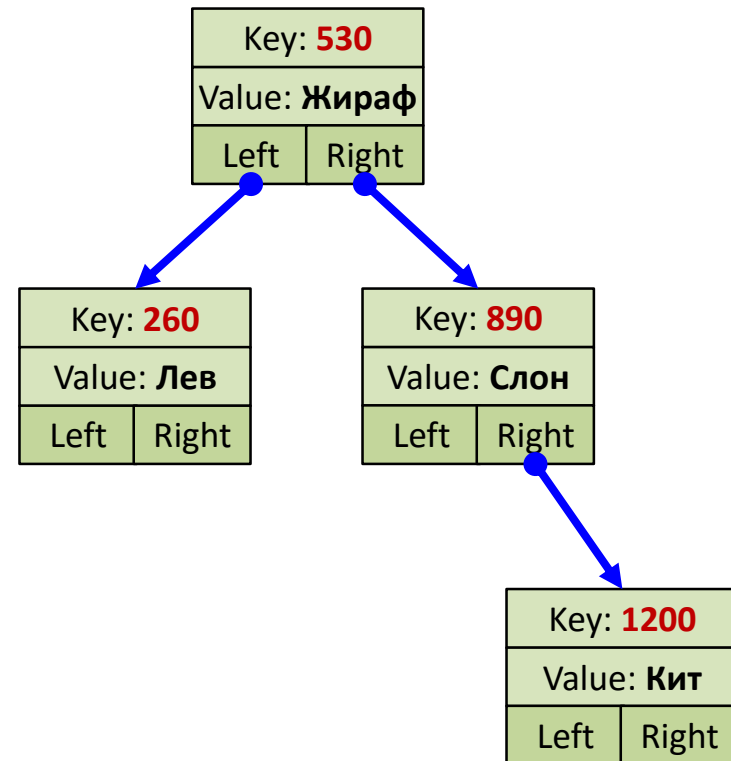 Key: 530
Value: Жираф
Left Right
Key: 260
Value: Лев
Left Right
Key: 890
Value: Слон
Left Right
Key: 1200
Value: Кит
Left Right